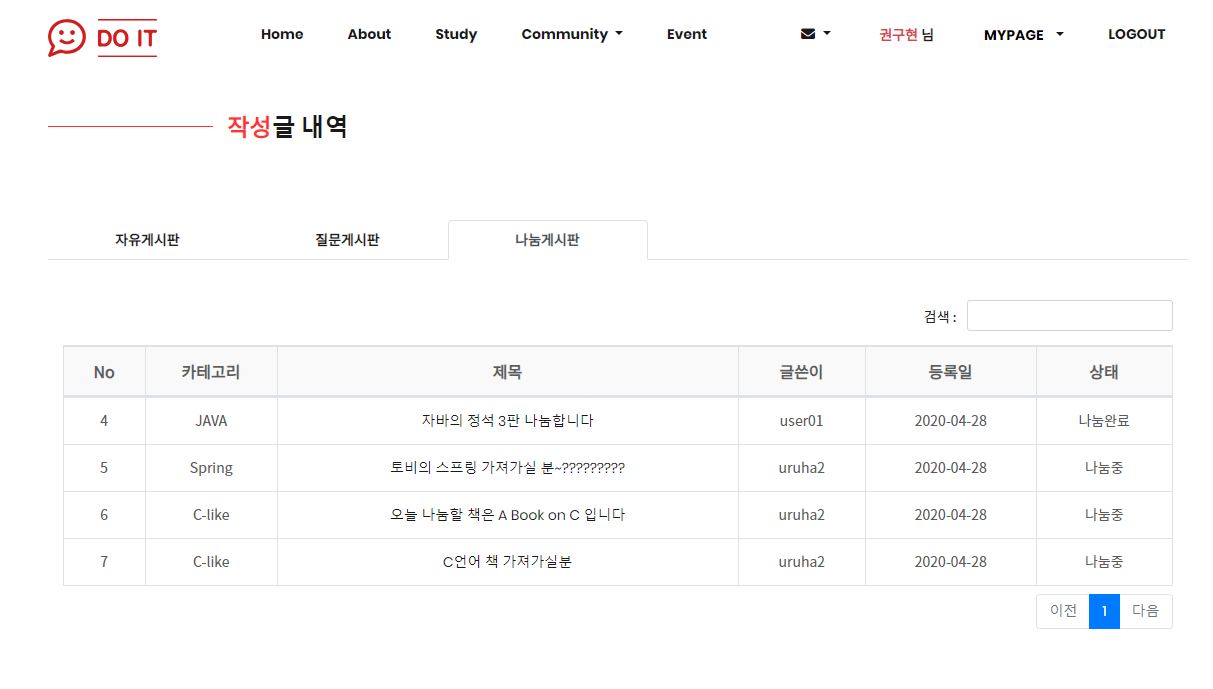 DO IT Home About Study Community Event 권구현 님 MYPAGE LOGOUT
작성글 내역
자유게시판 질문게시판 나눔게시판
검색 :
No 카테고리 제목 글쓴이 등록일 상태
4 JAVA 자바의 정석 3판 나눔합니다 user01 2020-04-28 나눔완료
5 Spring 토비의 스프링 가져가실 분~????????? uruha2 2020-04-28 나눔중
6 C-like 오늘 나눔할 책은 A Book on C 입니다 uruha2 2020-04-28 나눔중
7 C-like C언어 책 가져가실분 uruha2 2020-04-28 나눔중
이전 1 다음